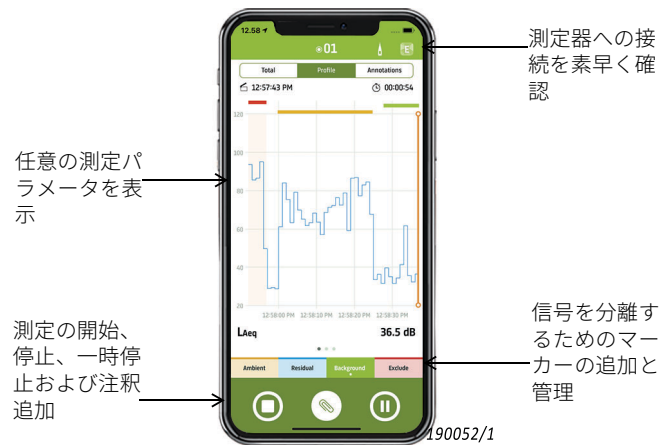 12.58
01
Total Profile Annotations
12:57:43 PM 00:00:54
120
100
80
60
40
20
12:58:00 PM 12:58:10 PM 12:58:20 PM 12:58:30 PM
LAeq 36.5 dB
Ambient Residual Background Exclude
測定器への接
続を素早く確
認
任意の測定パ
ラメータを表
示
測定の開始、
停止、一時停
止および注釈
追加
信号を分離す
るためのマー
カーの追加と
管理
190052/1